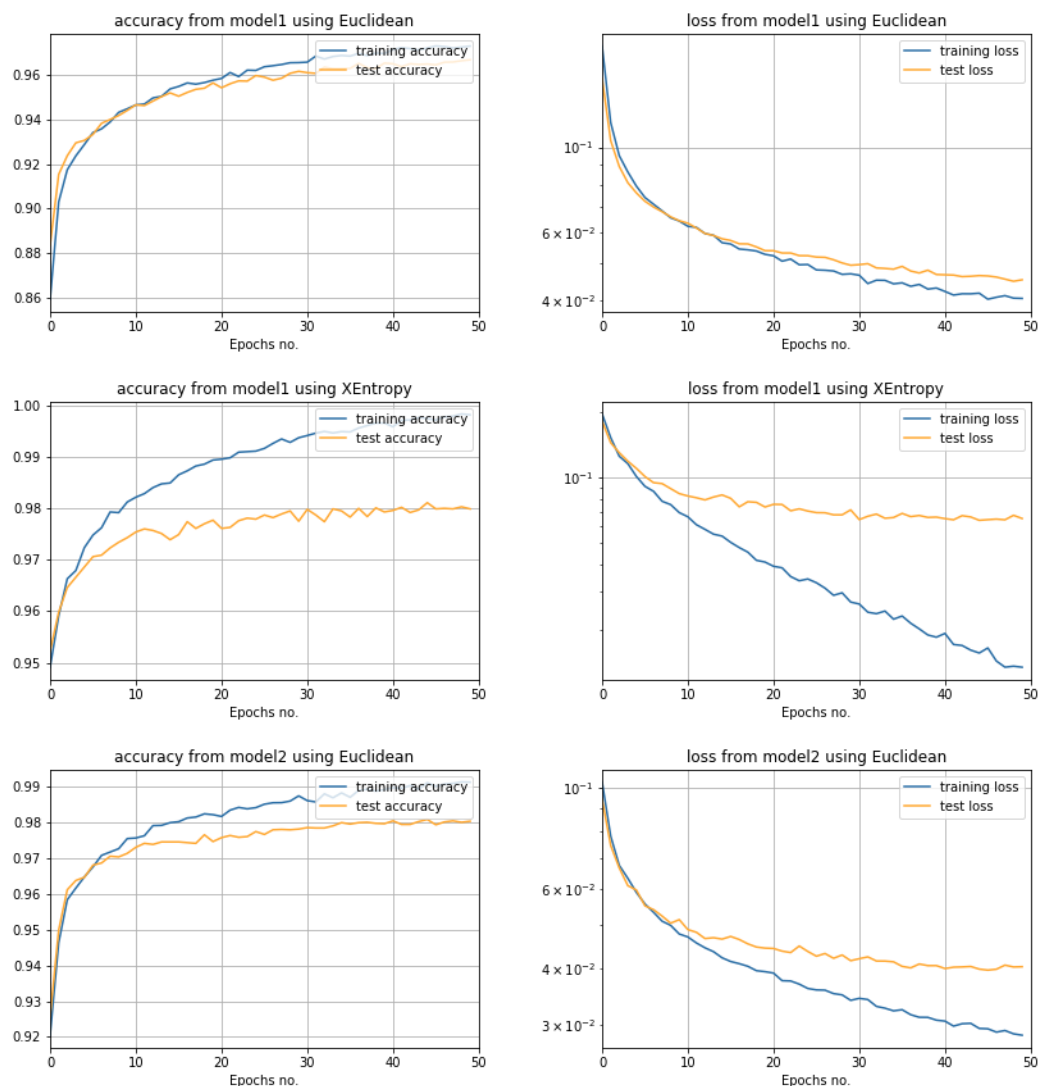 accuracy from model1 using Euclidean
training accuracy
test accuracy
0.96
0.94
0.92
0.90
0.88
0.86
0 10 20 30 40 50
Epochs no.
loss from model1 using Euclidean
training loss
test loss
10⁻¹
6 × 10⁻²
4 × 10⁻²
0 10 20 30 40 50
Epochs no.
accuracy from model1 using XEntropy
training accuracy
test accuracy
1.00
0.99
0.98
0.97
0.96
0.95
0 10 20 30 40 50
Epochs no.
loss from model1 using XEntropy
training loss
test loss
10⁻¹
0 10 20 30 40 50
Epochs no.
accuracy from model2 using Euclidean
training accuracy
test accuracy
0.99
0.98
0.97
0.96
0.95
0.94
0.93
0.92
0 10 20 30 40 50
Epochs no.
loss from model2 using Euclidean
training loss
test loss
10⁻¹
6 × 10⁻²
4 × 10⁻²
3 × 10⁻²
0 10 20 30 40 50
Epochs no.